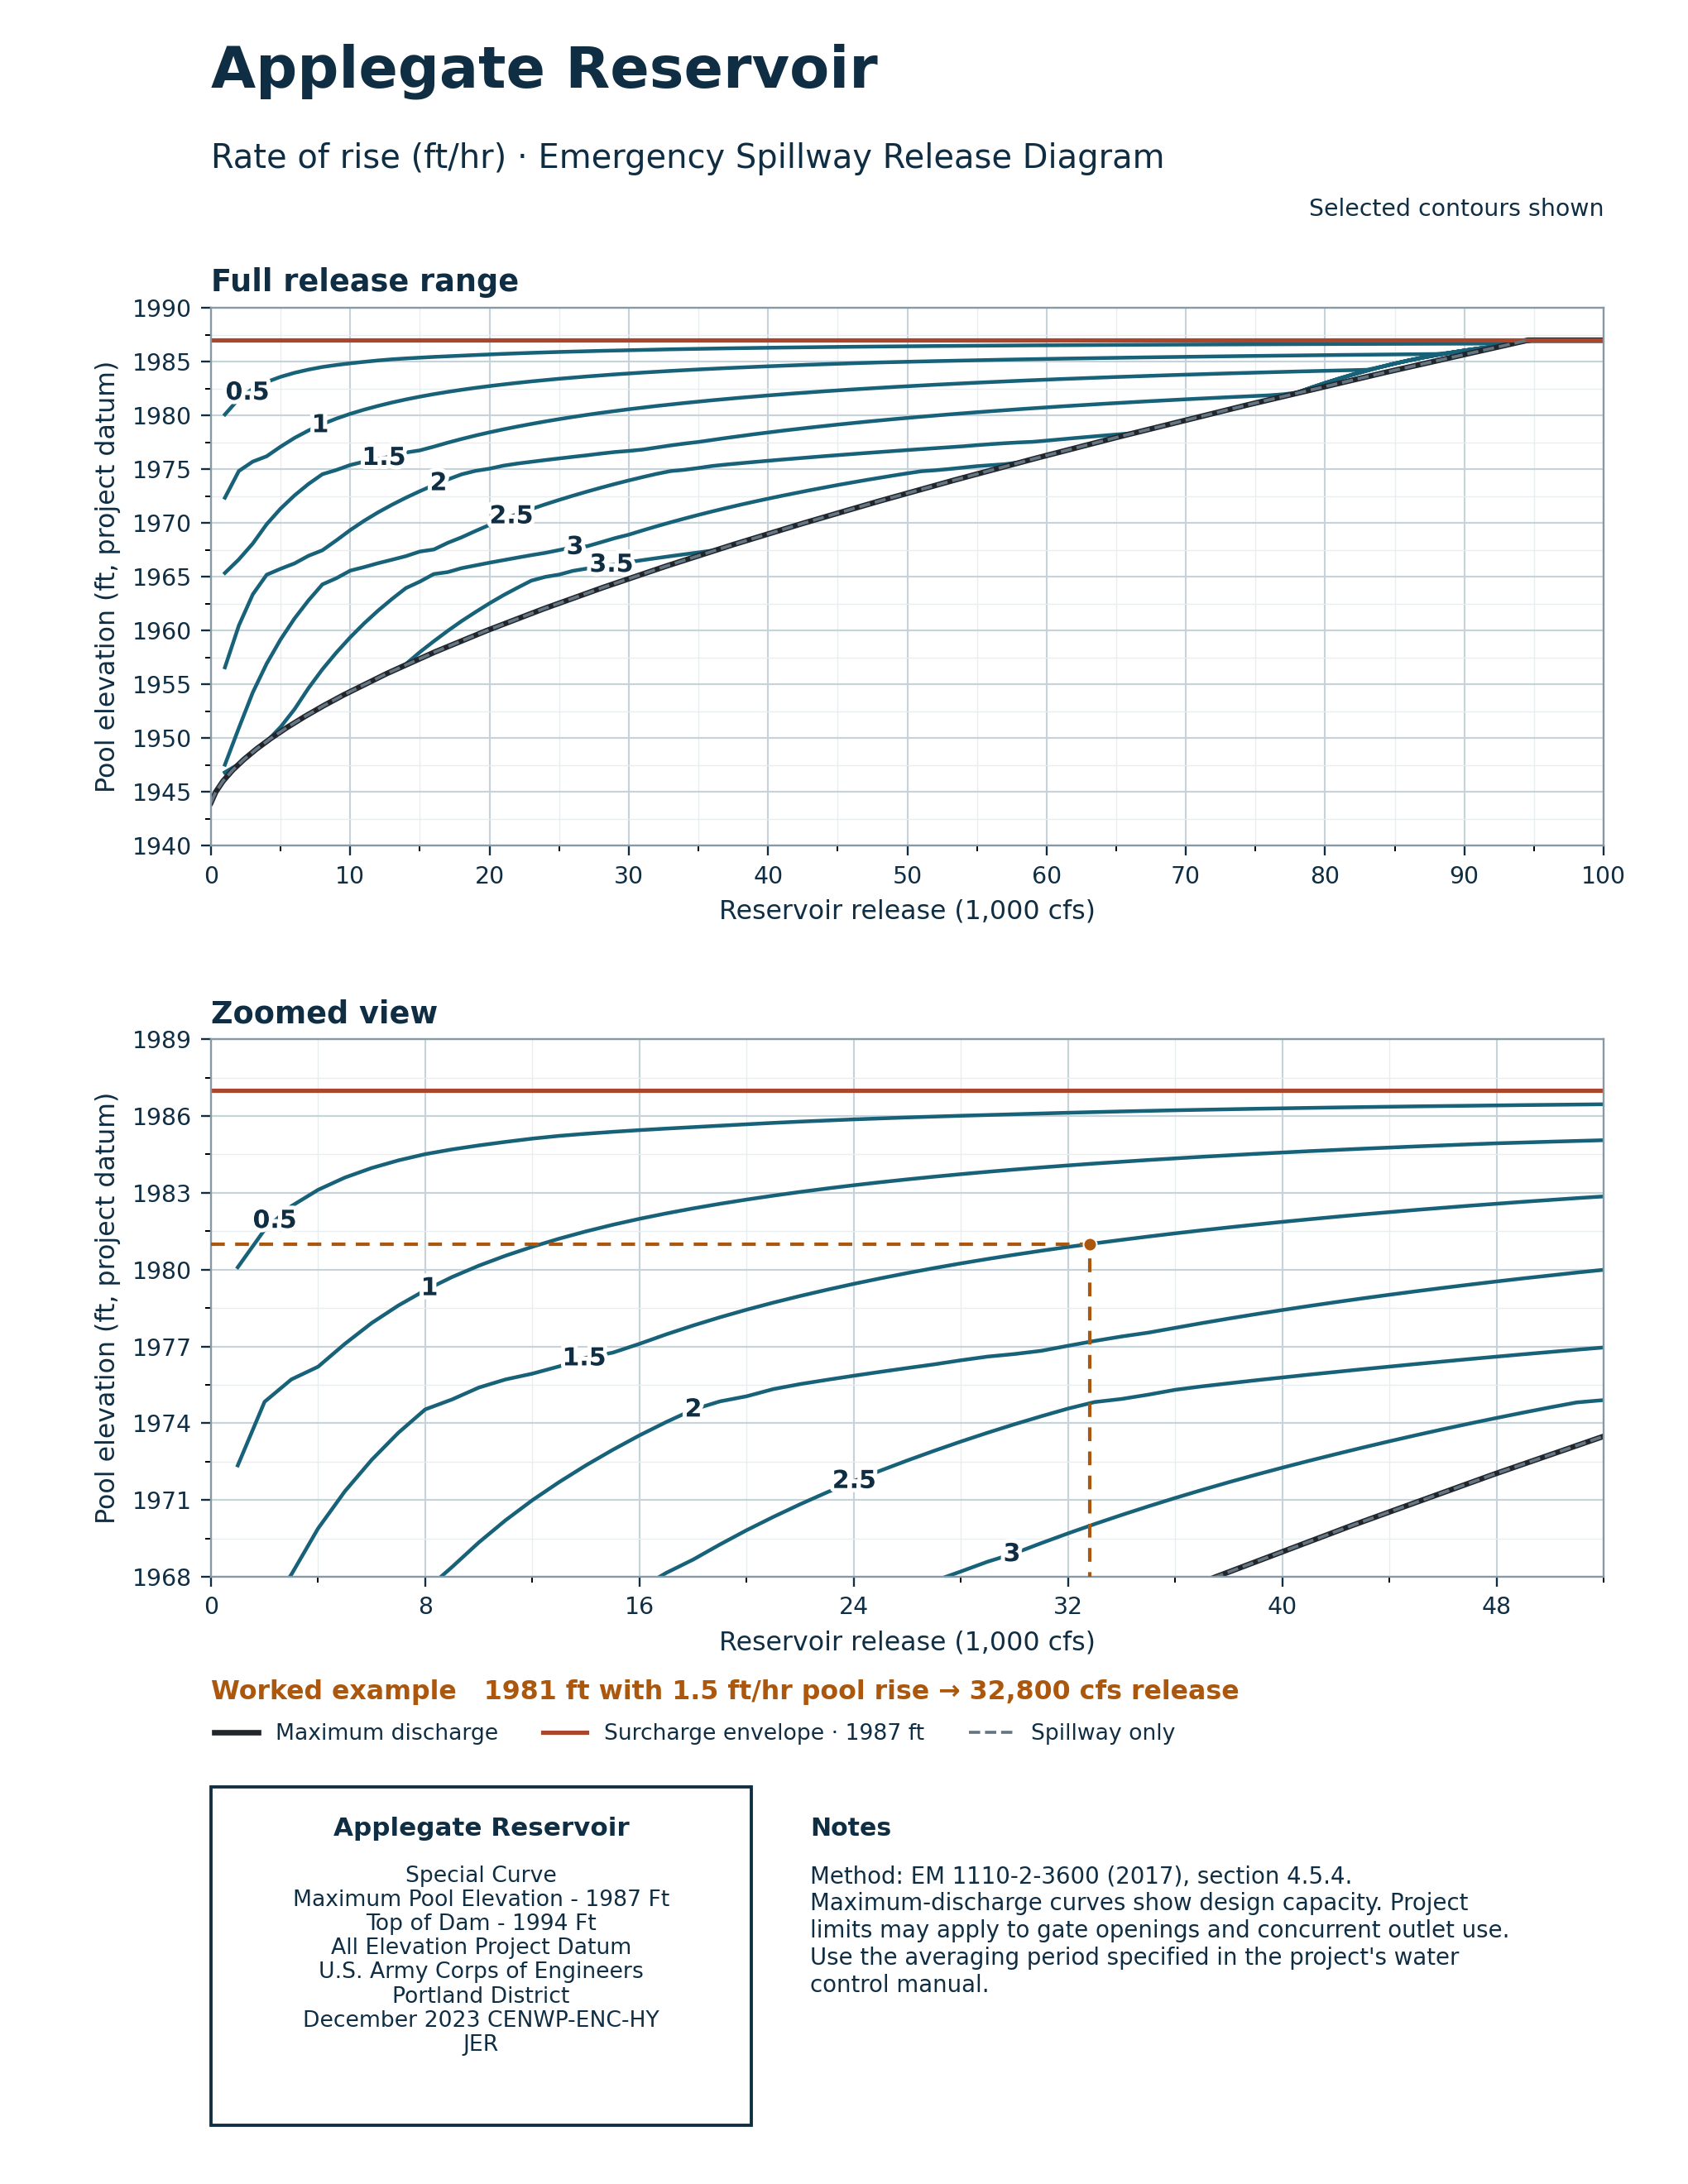 Applegate Reservoir
Rate of rise (ft/hr) · Emergency Spillway Release Diagram
Selected contours shown
Full release range
1990
1985
1980
1975
1970
1965
1960
1955
1950
1945
1940
Pool elevation (ft, project datum)
0.5
1
1.5
2
2.5
3
3.5
0 10 20 30 40 50 60 70 80 90 100
Reservoir release (1,000 cfs)
Zoomed view
1989
1986
1983
1980
1977
1974
1971
1968
Pool elevation (ft, project datum)
0.5
1
1.5
2
2.5
3
0 8 16 24 32 40 48
Reservoir release (1,000 cfs)
Worked example 1981 ft with 1.5 ft/hr pool rise → 32,800 cfs release
Maximum discharge Surcharge envelope · 1987 ft Spillway only
Applegate Reservoir
Special Curve
Maximum Pool Elevation - 1987 Ft
Top of Dam - 1994 Ft
All Elevation Project Datum
U.S. Army Corps of Engineers
Portland District
December 2023 CENWP-ENC-HY
JER
Notes
Method: EM 1110-2-3600 (2017), section 4.5.4.
Maximum-discharge curves show design capacity. Project
limits may apply to gate openings and concurrent outlet use.
Use the averaging period specified in the project's water
control manual.